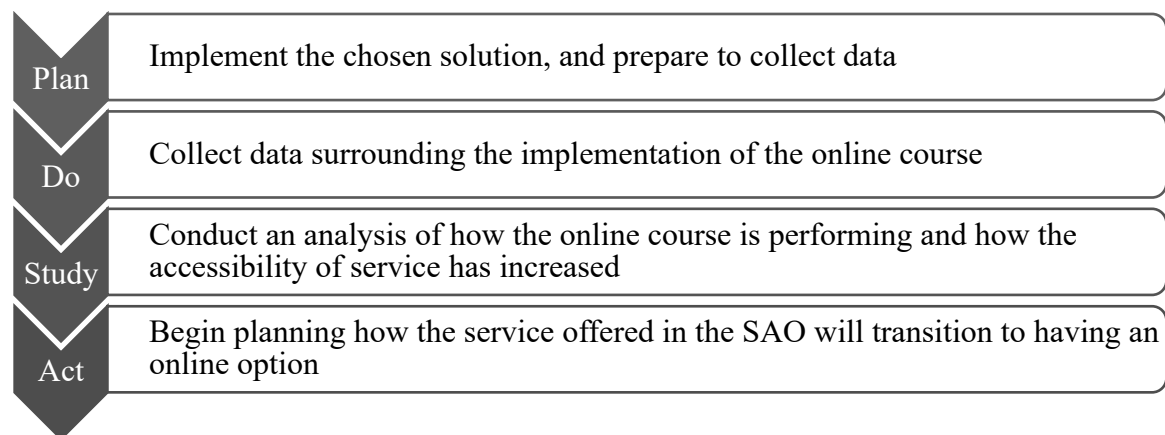 Plan
Implement the chosen solution, and prepare to collect data
Do
Collect data surrounding the implementation of the online course
Study
Conduct an analysis of how the online course is performing and how the
accessibility of service has increased
Act
Begin planning how the service offered in the SAO will transition to having an
online option